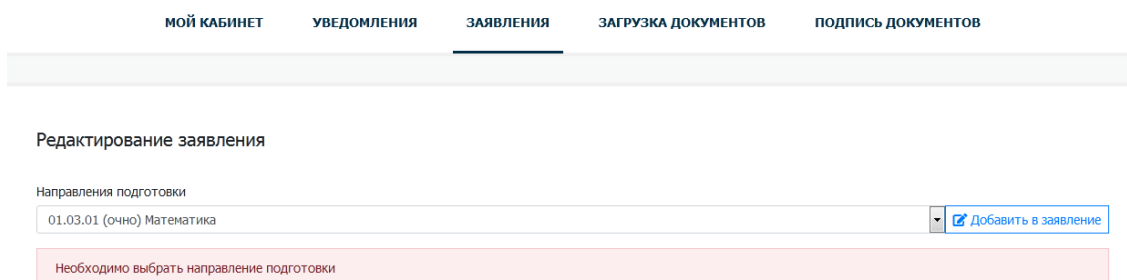 МОЙ КАБИНЕТ УВЕДОМЛЕНИЯ ЗАЯВЛЕНИЯ ЗАГРУЗКА ДОКУМЕНТОВ ПОДПИСЬ ДОКУМЕНТОВ
Редактирование заявления
Направления подготовки
01.03.01 (очно) Математика Добавить в заявление
Необходимо выбрать направление подготовки